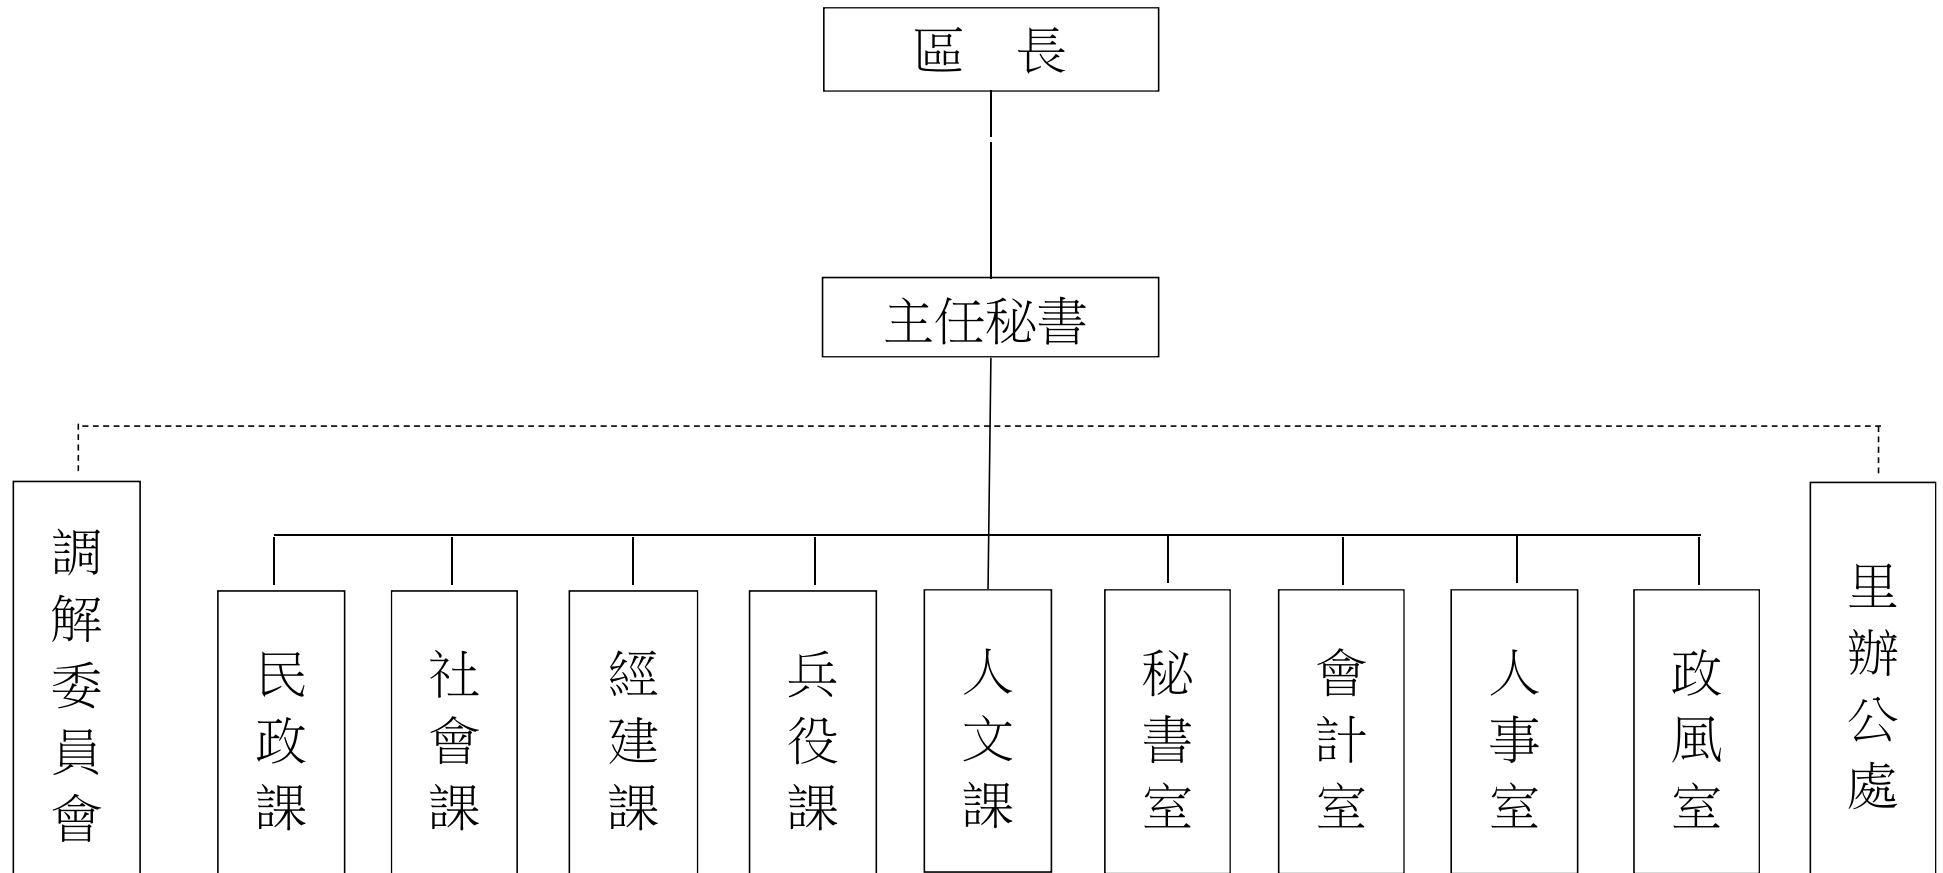 區 長
主任秘書
調解委員會
民政課
社會課
經建課
兵役課
人文課
秘書室
會計室
人事室
政風室
里辦公處